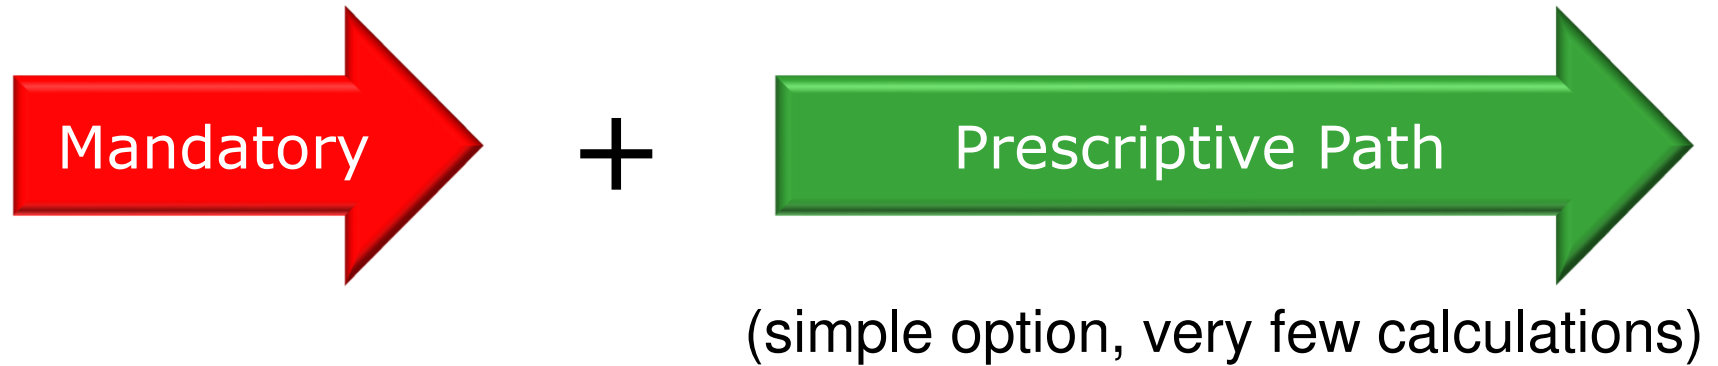 Mandatory + Prescriptive Path
(simple option, very few calculations)